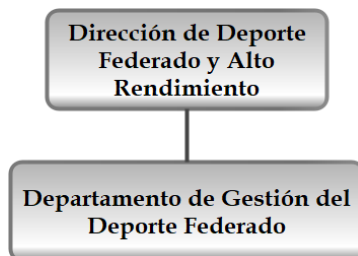 Dirección de Deporte
Federado y Alto
Rendimiento
Departamento de Gestión del
Deporte Federado